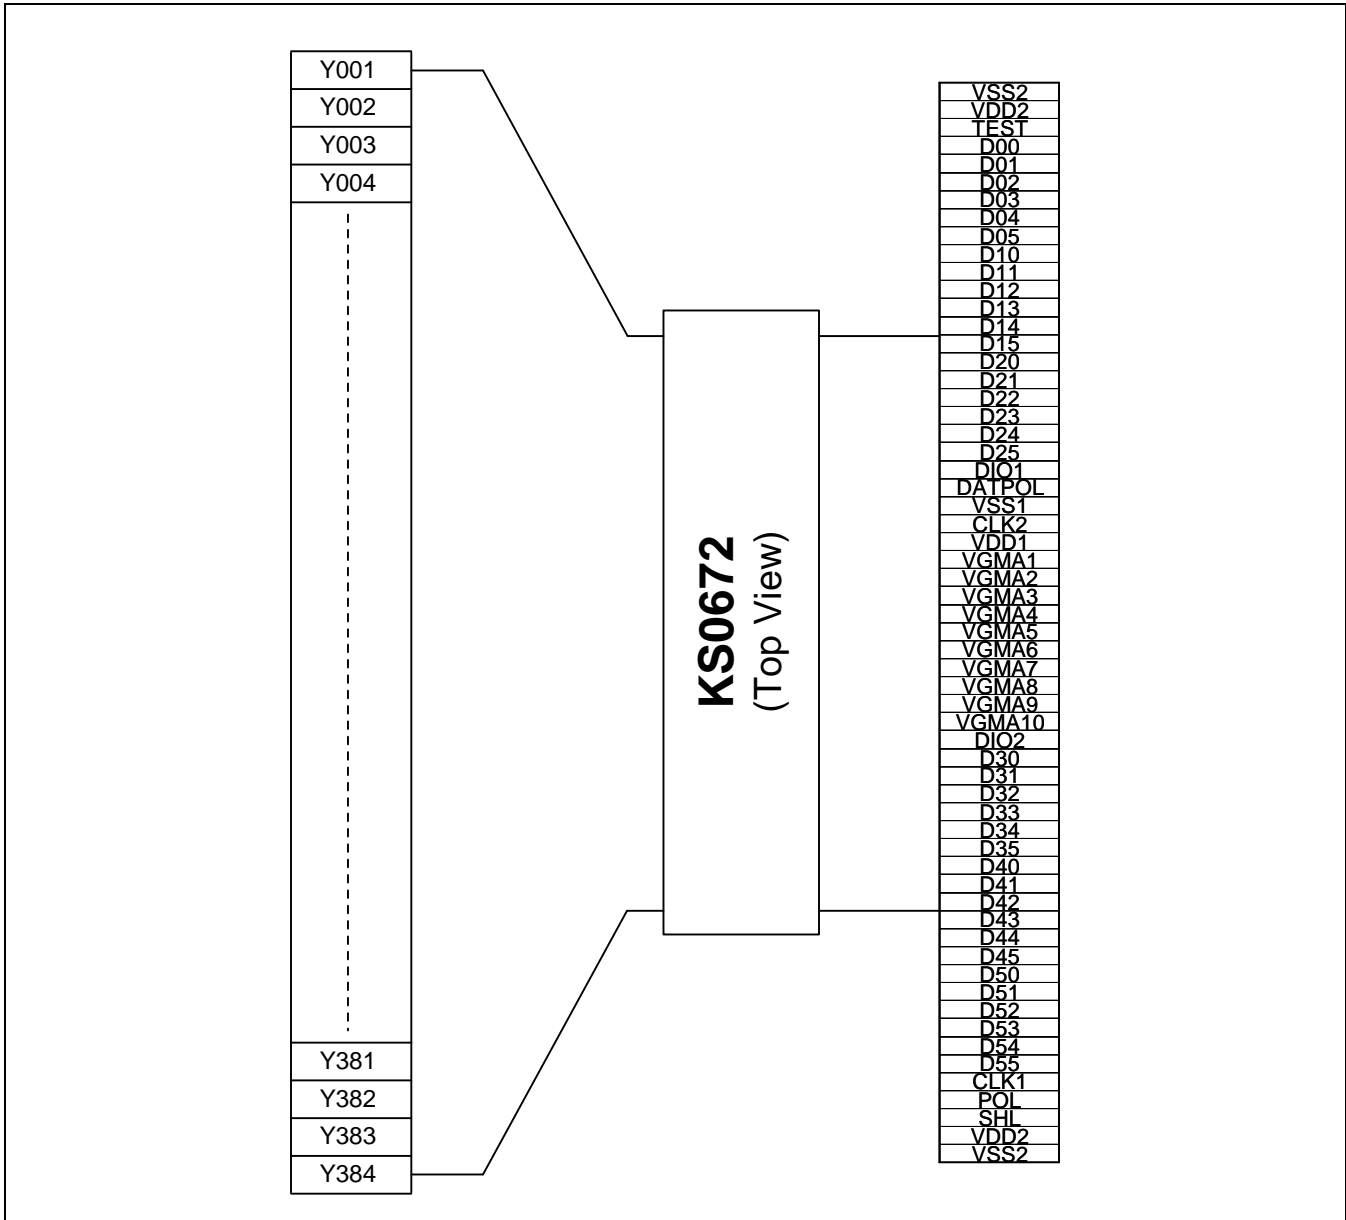 Y001
Y002
Y003
Y004
Y381
Y382
Y383
Y384
KS0672
(Top View)
VSS2
VDD2
TEST
D00
D01
D02
D03
D04
D05
D10
D11
D12
D13
D14
D15
D20
D21
D22
D23
D24
D25
DIO1
DATPOL
VSS1
CLK2
VDD1
VGMA1
VGMA2
VGMA3
VGMA4
VGMA5
VGMA6
VGMA7
VGMA8
VGMA9
VGMA10
DIO2
D30
D31
D32
D33
D34
D35
D40
D41
D42
D43
D44
D45
D50
D51
D52
D53
D54
D55
CLK1
POL
SHL
VDD2
VSS2